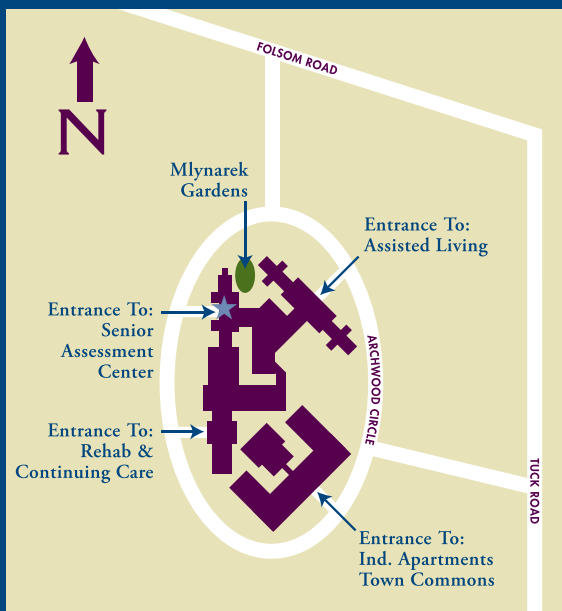 FOLSOM ROAD
N
Mlynarek
Gardens
Entrance To:
Assisted Living
Entrance To:
Senior
Assessment
Center
ARCHWOOD CIRCLE
Entrance To:
Rehab &
Continuing Care
TUCK ROAD
Entrance To:
Ind. Apartments
Town Commons